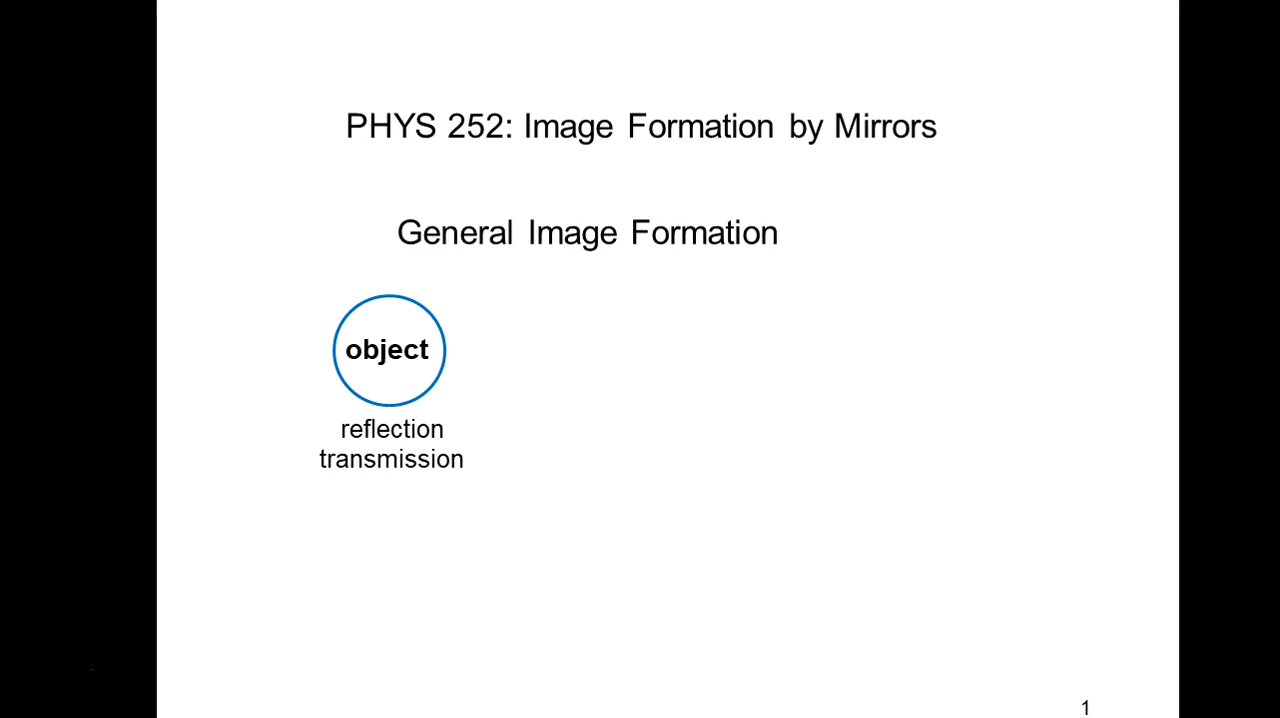 PHYS 252: Image Formation by Mirrors
General Image Formation
object
reflection
transmission
1